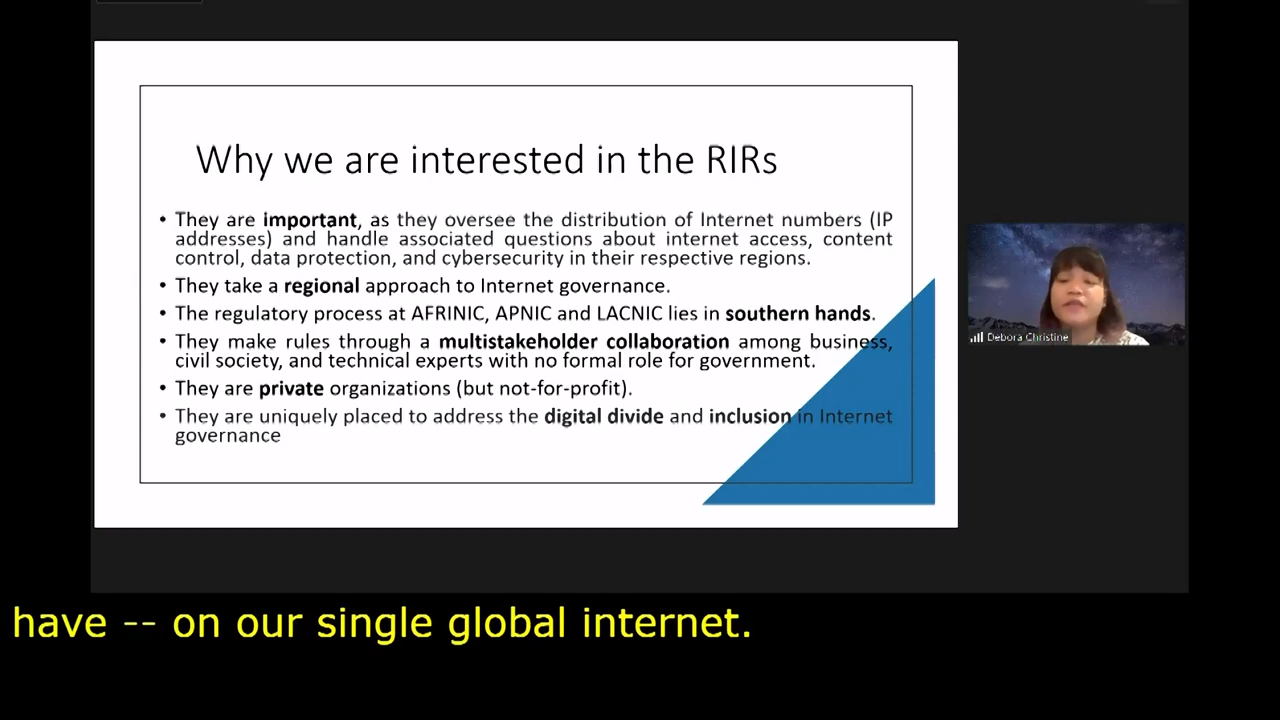 Why we are interested in the RIRs
• They are important, as they oversee the distribution of Internet numbers (IP
addresses) and handle associated questions about internet access, content
control, data protection, and cybersecurity in their respective regions.
• They take a regional approach to Internet governance.
• The regulatory process at AFRINIC, APNIC and LACNIC lies in southern hands.
• They make rules through a multistakeholder collaboration among business,
civil society, and technical experts with no formal role for government.
• They are private organizations (but not-for-profit).
• They are uniquely placed to address the digital divide and inclusion in Internet
governance
Debora Christine
have -- on our single global internet.